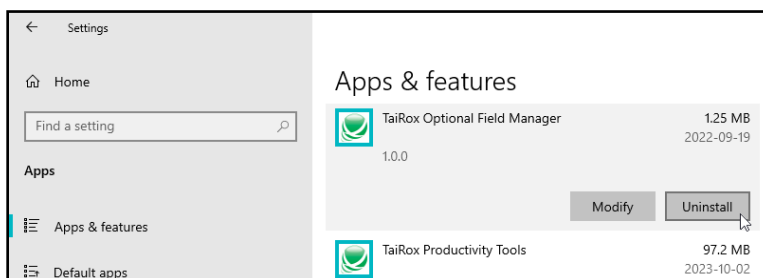 Settings
Home
Find a setting
Apps
Apps & features
Default apps
Apps & features
TaiRox Optional Field Manager 1.25 MB
2022-09-19
1.0.0
Modify Uninstall
TaiRox Productivity Tools 97.2 MB
2023-10-02